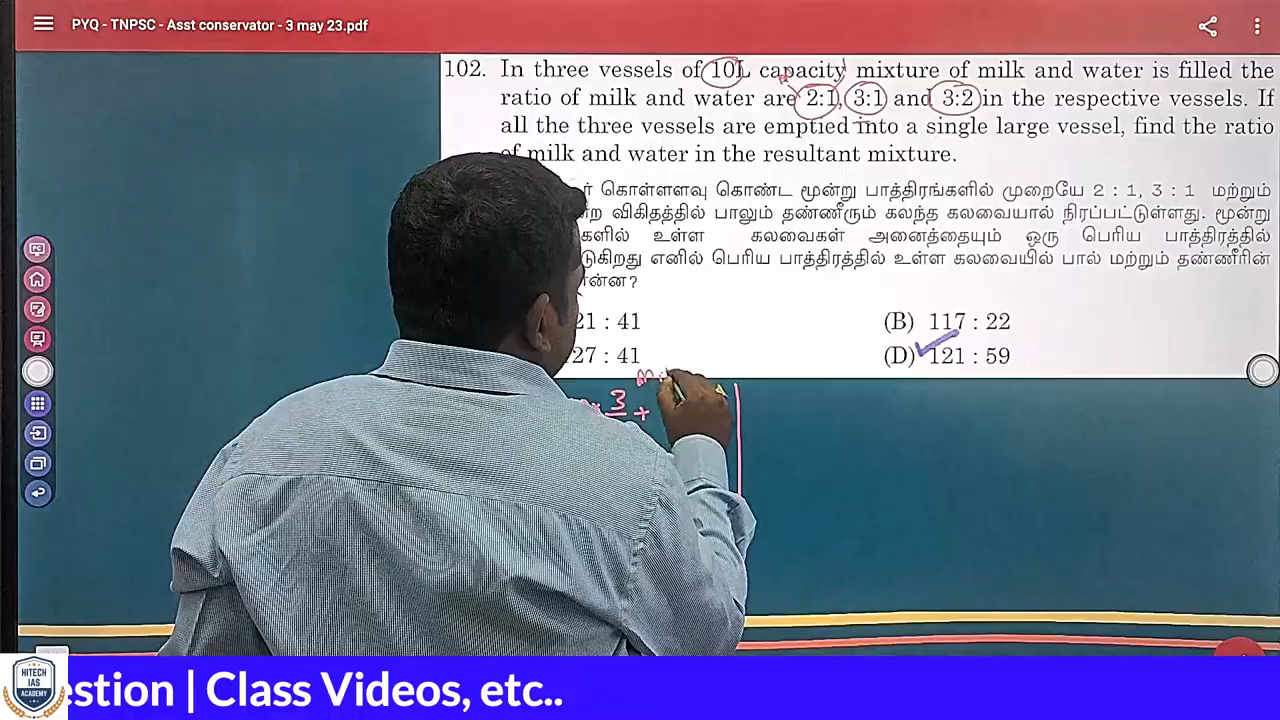 PYQ - TNPSC - Asst conservator - 3 may 23.pdf
102. In three vessels of 10L capacity mixture of milk and water is filled the
ratio of milk and water are 2:1, 3:1 and 3:2 in the respective vessels. If
all the three vessels are emptied into a single large vessel, find the ratio
of milk and water in the resultant mixture.
கொள்ளளவு கொண்ட மூன்று பாத்திரங்களில் முறையே 2 : 1, 3 : 1 மற்றும்
விகிதத்தில் பாலும் தண்ணீரும் கலந்த கலவையால் நிரப்பட்டுள்ளது. மூன்று
உள்ள கலவைகள் அனைத்தையும் ஒரு பெரிய பாத்திரத்தில்
எனில் பெரிய பாத்திரத்தில் உள்ள கலவையில் பால் மற்றும் தண்ணீரின்
21 : 41
(B) 117 : 22
27 : 41
(D) 121 : 59
3 +
HITECH
IAS
ACADEMY
estion | Class Videos, etc..